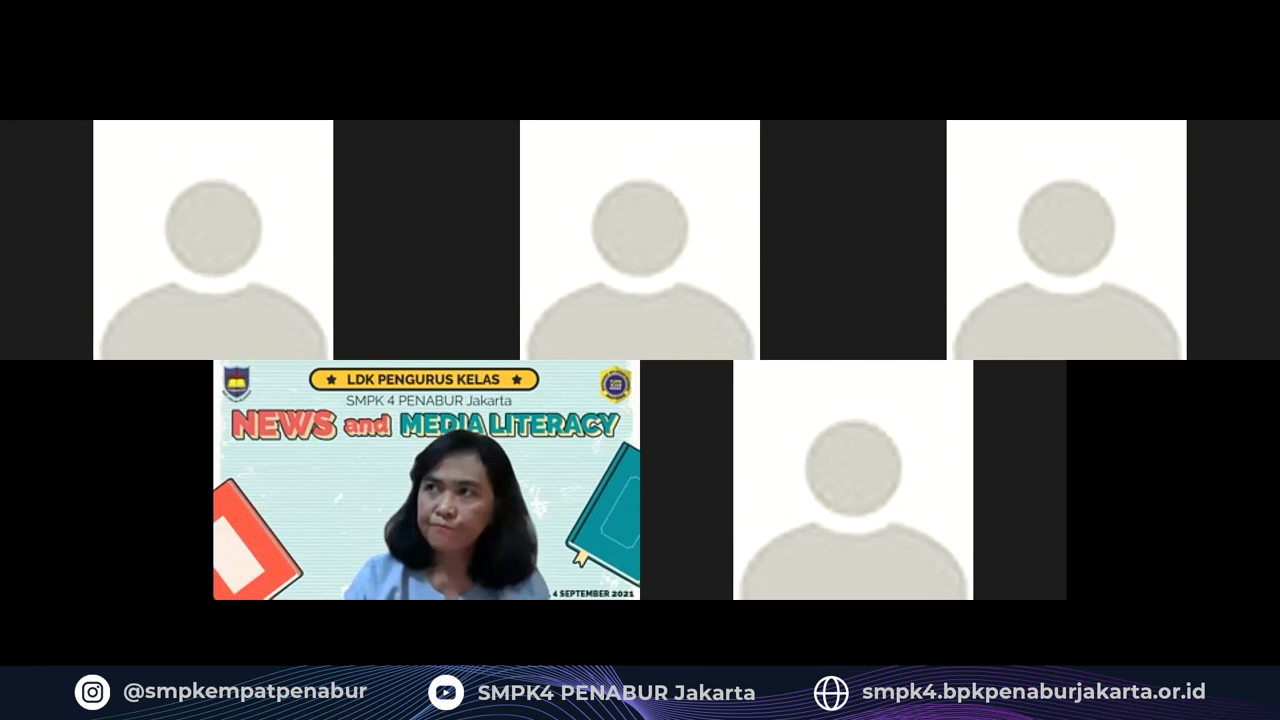 LDK PENGURUS KELAS
SMPK 4 PENABUR Jakarta
NEWS and MEDIA LITERACY
4 SEPTEMBER 2021
@smpkempatpenabur
SMPK4 PENABUR Jakarta
smpk4.bpkpenaburjakarta.or.id